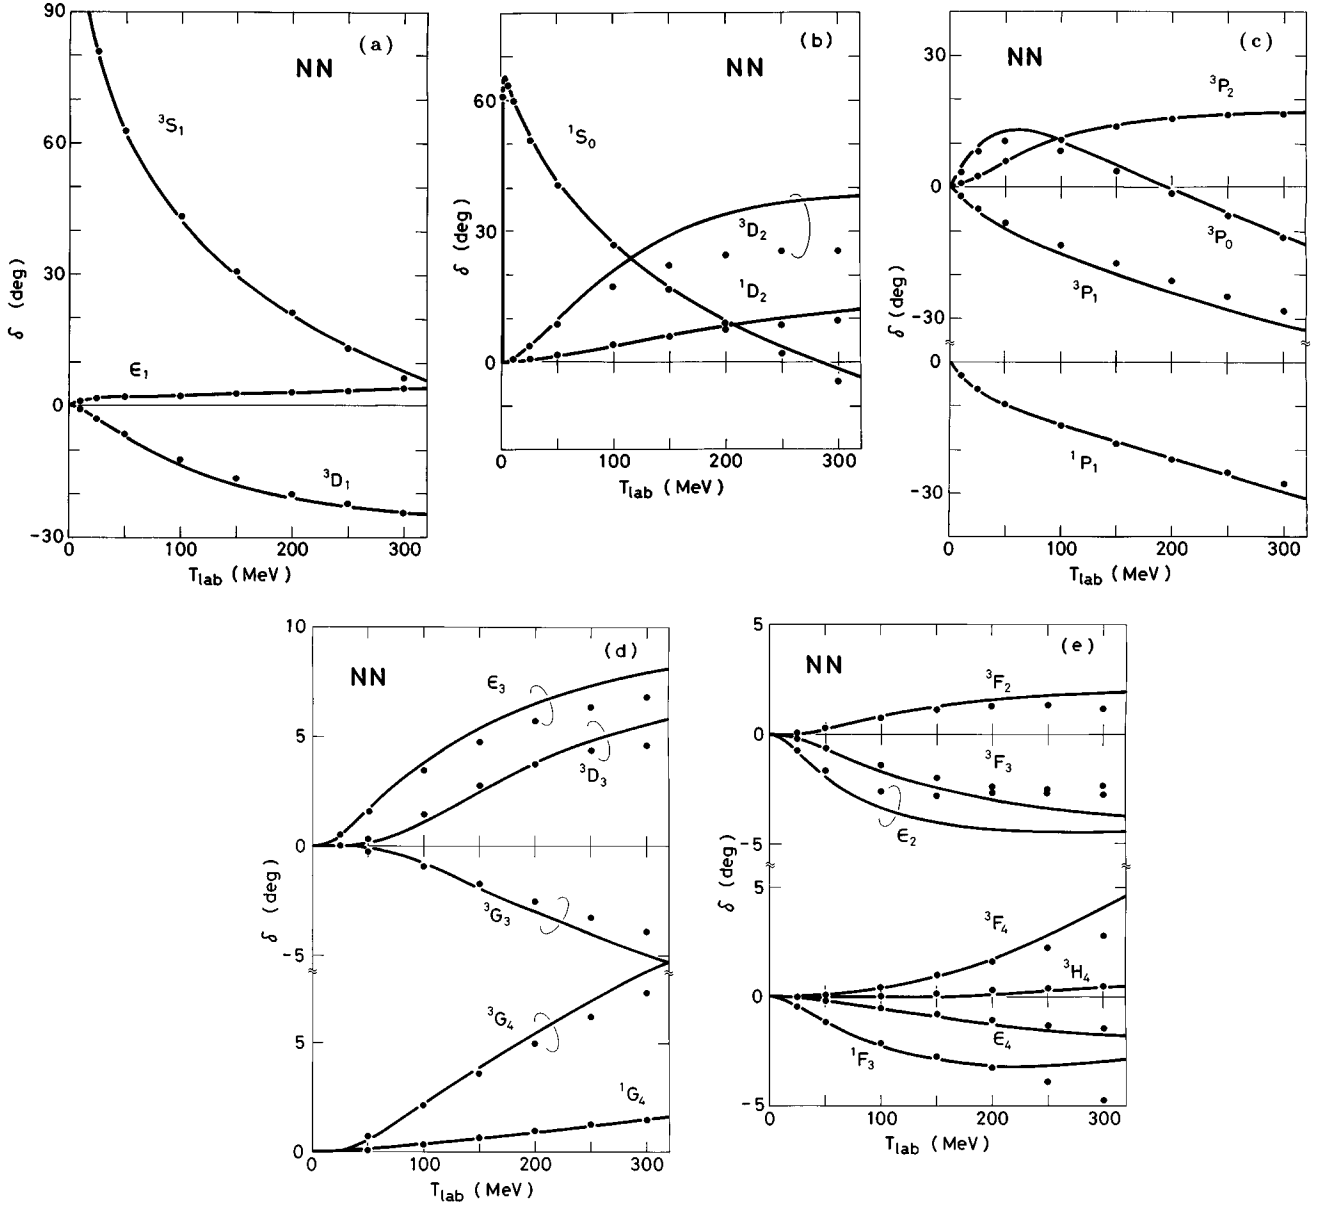 (a)
NN
90
60
30
0
-30
δ (deg)
³S₁
ϵ₁
³D₁
0 100 200 300
T_lab (MeV)
(b)
NN
60
30
0
δ (deg)
¹S₀
³D₂
¹D₂
0 100 200 300
T_lab (MeV)
(c)
NN
30
0
-30
0
-30
δ (deg)
³P₂
³P₀
³P₁
¹P₁
0 100 200 300
T_lab (MeV)
(d)
NN
10
5
0
-5
5
0
δ (deg)
ϵ₃
³D₃
³G₃
³G₄
¹G₄
0 100 200 300
T_lab (MeV)
(e)
NN
5
0
-5
5
0
-5
δ (deg)
³F₂
³F₃
ϵ₂
³F₄
³H₄
ϵ₄
¹F₃
0 100 200 300
T_lab (MeV)